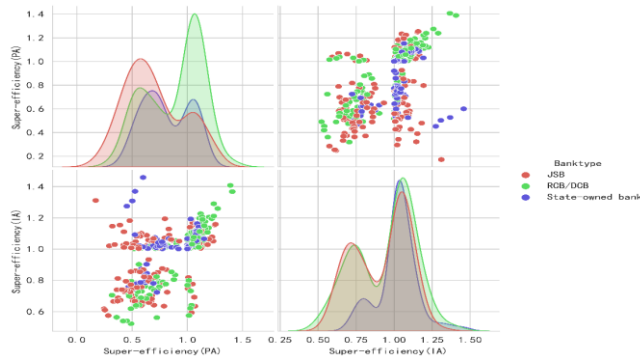 Super-efficiency(PA)
1.4
1.2
1.0
0.8
0.6
0.4
0.2
Super-efficiency(IA)
1.4
1.2
1.0
0.8
0.6
0.0 0.5 1.0 1.5
Super-efficiency(PA)
0.25 0.50 0.75 1.00 1.25 1.50
Super-efficiency(IA)
Banktype
JSB
RCB/DCB
State-owned bank